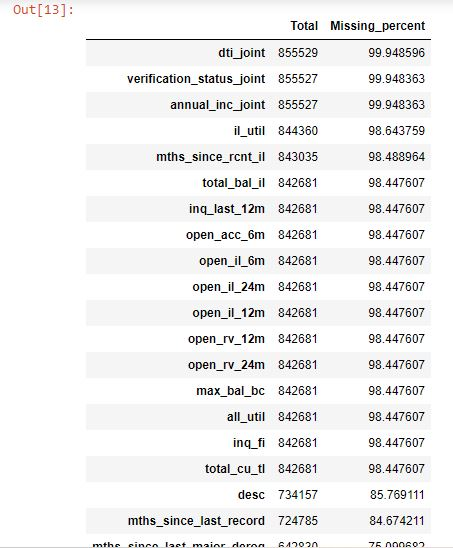 Out[13]:
Total Missing_percent
dti_joint 855529 99.948596
verification_status_joint 855527 99.948363
annual_inc_joint 855527 99.948363
il_util 844360 98.643759
mths_since_rcnt_il 843035 98.488964
total_bal_il 842681 98.447607
inq_last_12m 842681 98.447607
open_acc_6m 842681 98.447607
open_il_6m 842681 98.447607
open_il_24m 842681 98.447607
open_il_12m 842681 98.447607
open_rv_12m 842681 98.447607
open_rv_24m 842681 98.447607
max_bal_bc 842681 98.447607
all_util 842681 98.447607
inq_fi 842681 98.447607
total_cu_tl 842681 98.447607
desc 734157 85.769111
mths_since_last_record 724785 84.674211
mths_since_last_major_derog 642830 75.099682